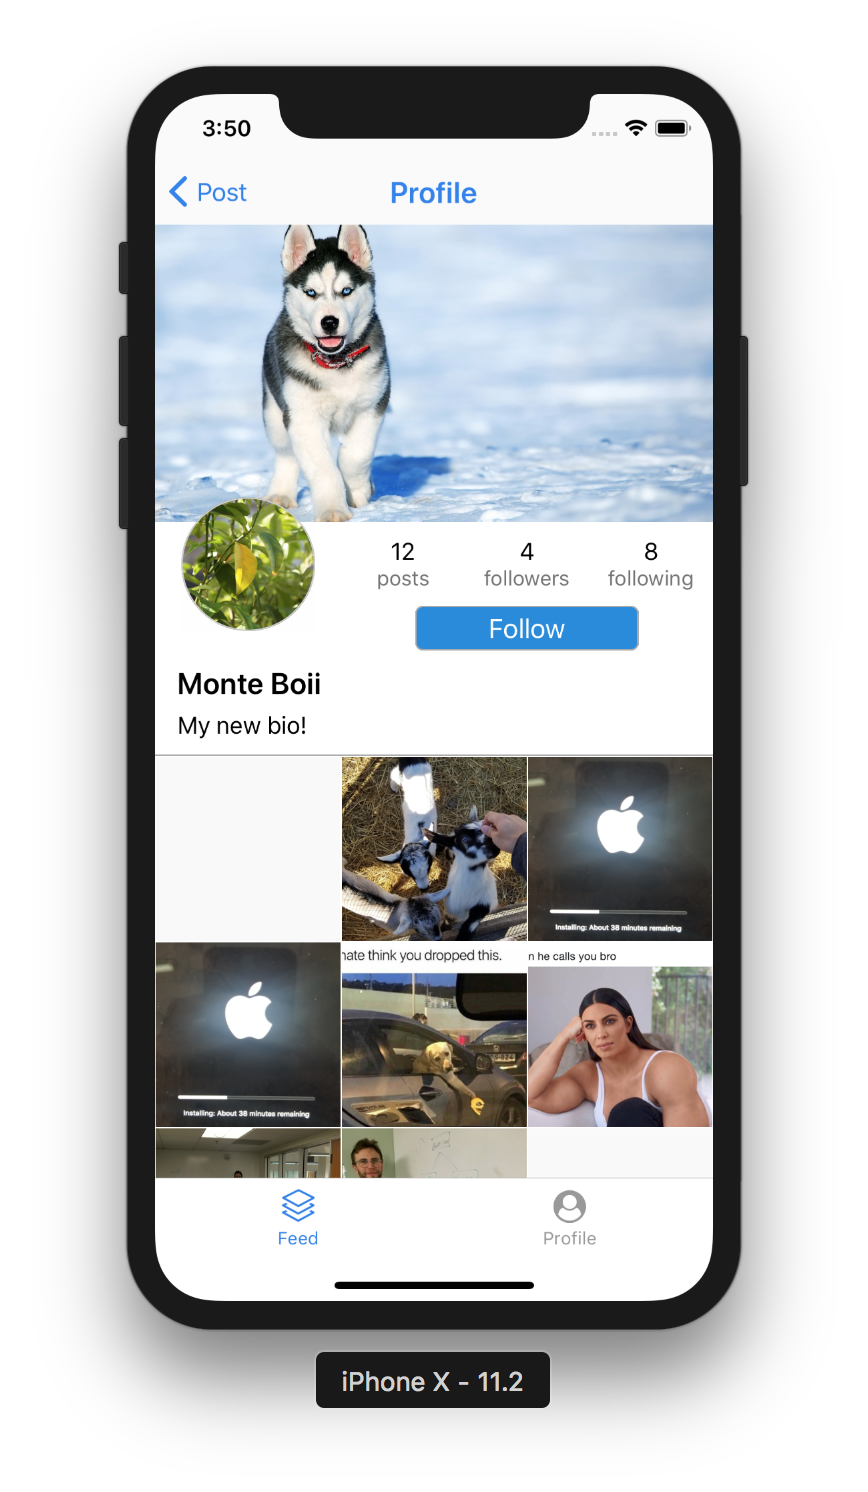 3:50
Post
Profile
12
4
8
posts
followers
following
Follow
Monte Boii
My new bio!
Installing: About 38 minutes remaining
think you dropped this.
he calls you bro
Installing: About 38 minutes remaining
Feed
Profile
iPhone X - 11.2